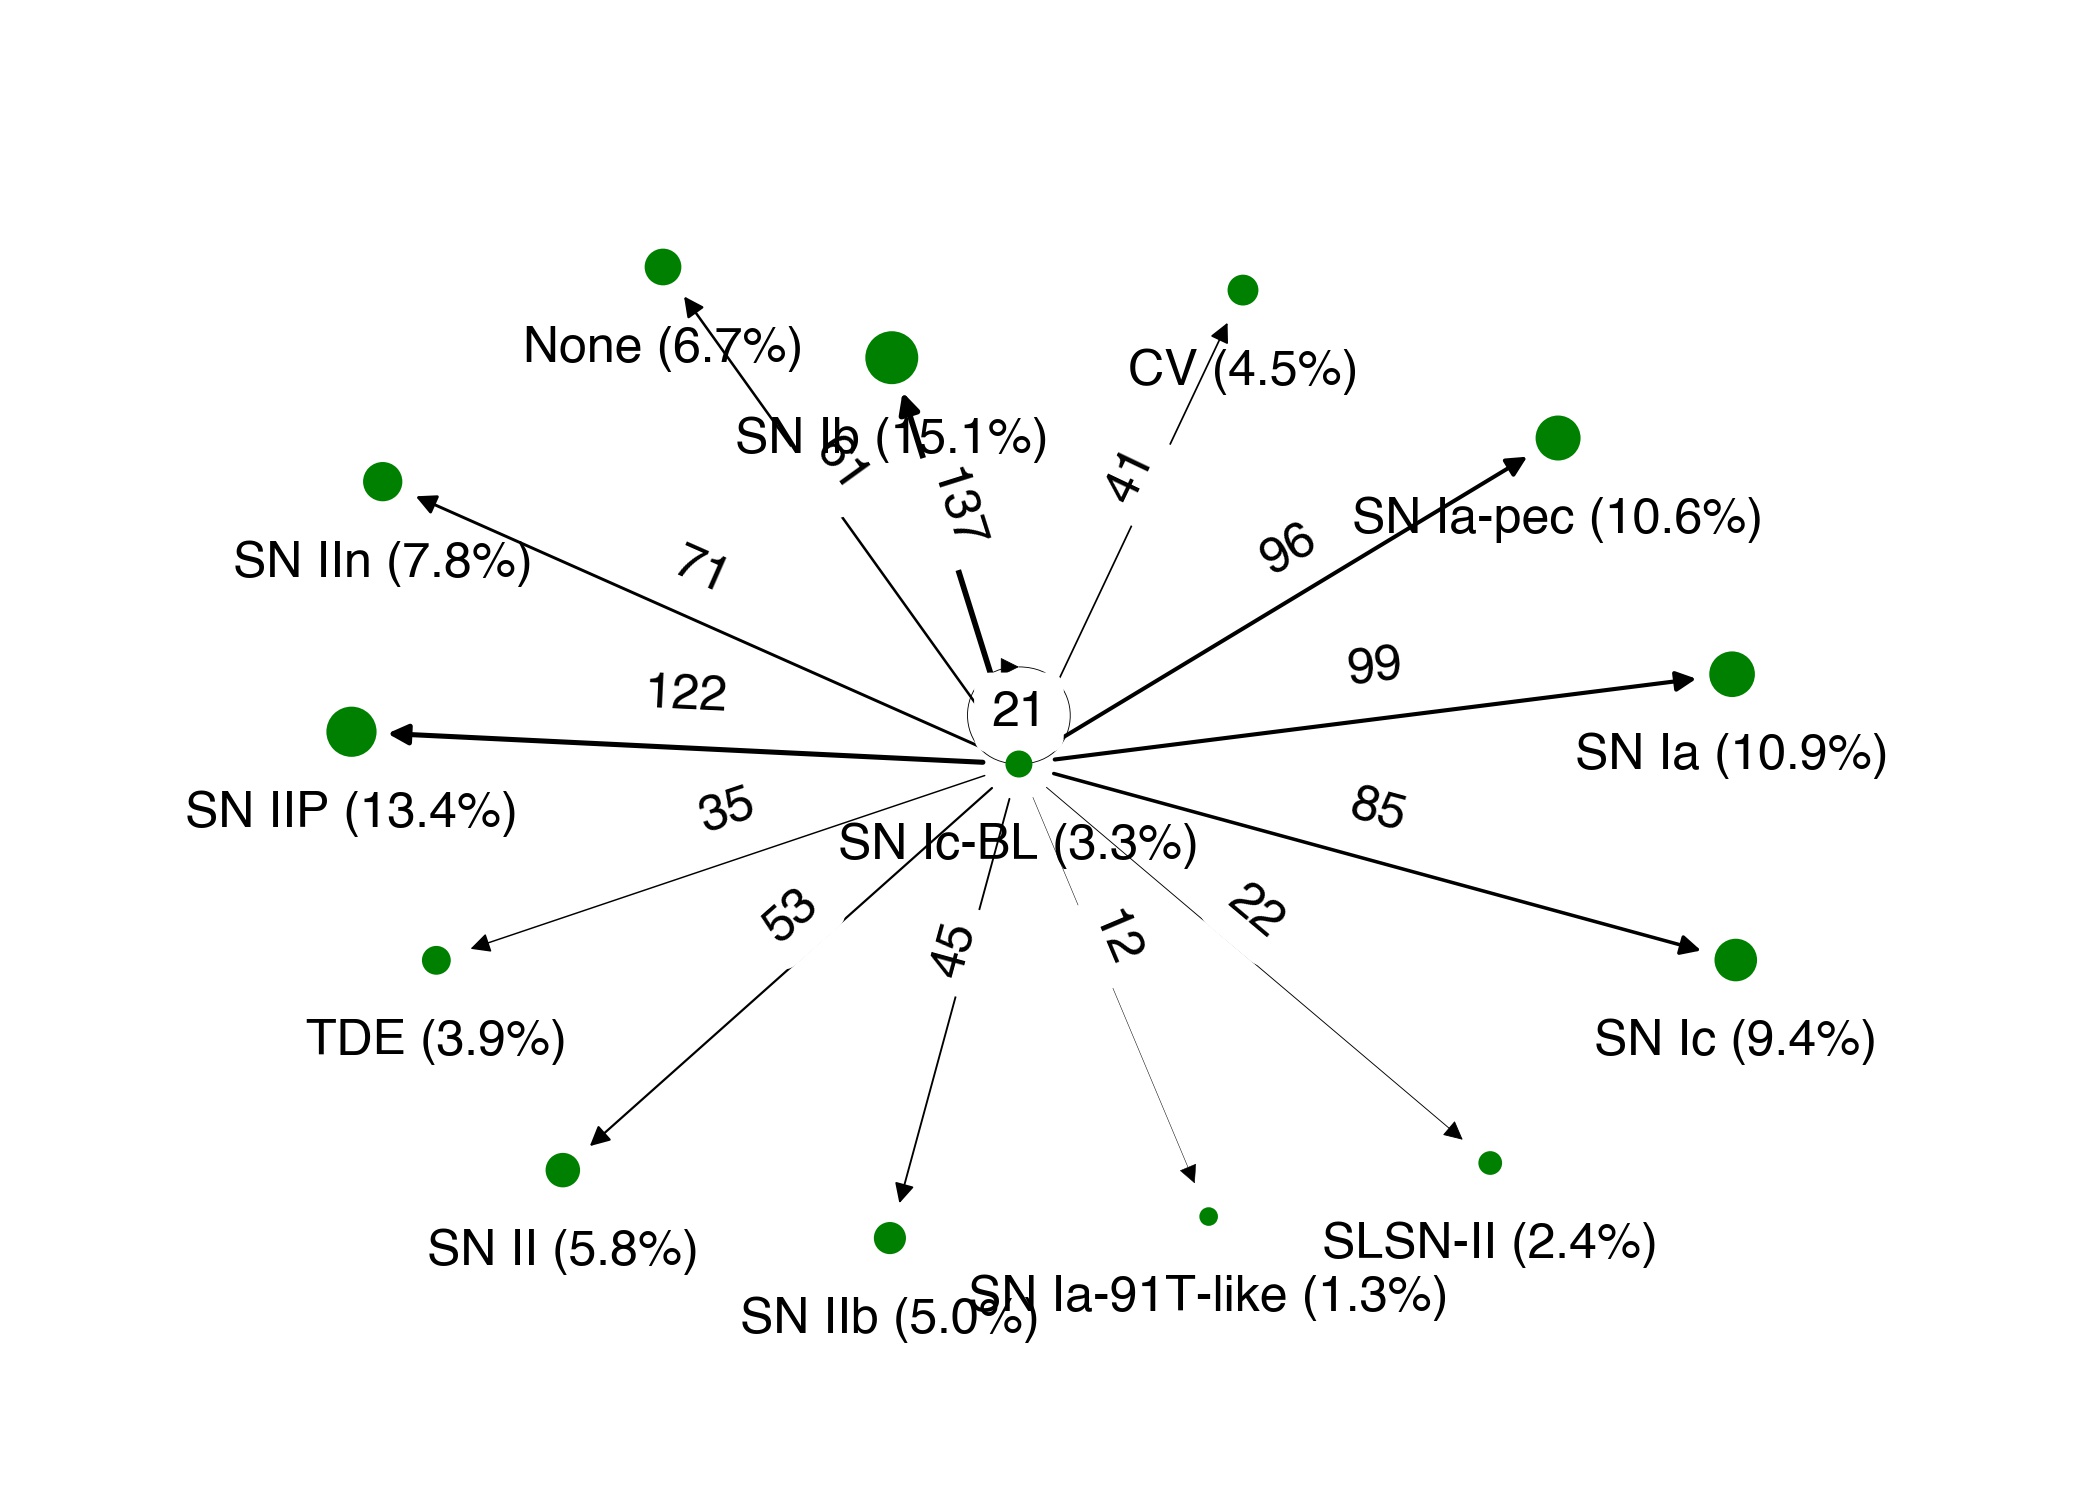 None (6.7%)
CV (4.5%)
SN Ib (15.1%)
61
137
41
SN Ia-pec (10.6%)
96
SN IIn (7.8%)
71
99
122
21
SN Ia (10.9%)
SN IIP (13.4%)
35
85
SN Ic-BL (3.3%)
53
45
12
22
TDE (3.9%)
SN Ic (9.4%)
SN II (5.8%)
SLSN-II (2.4%)
SN Ia-91T-like (1.3%)
SN IIb (5.0%)